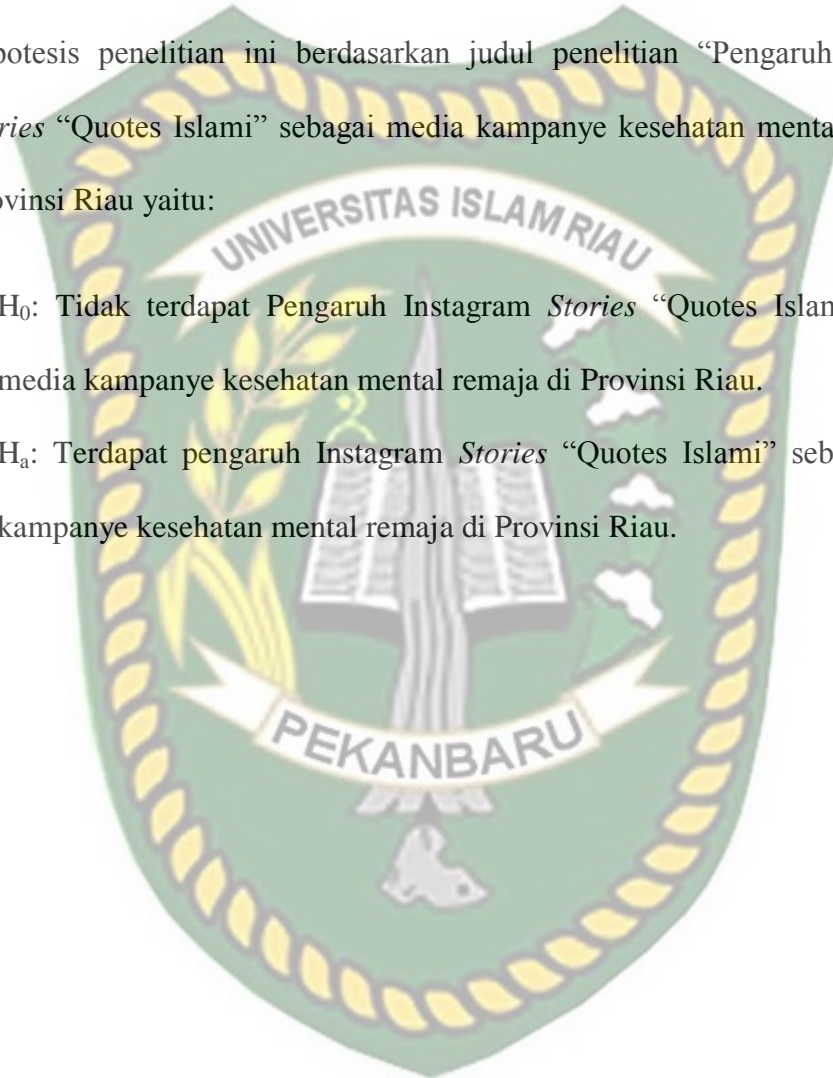 potesis penelitian ini berdasarkan judul penelitian “Pengaruh
ries “Quotes Islami” sebagai media kampanye kesehatan menta
ovinsi Riau yaitu:
UNIVERSITAS ISLAM RIAU
H₀: Tidak terdapat Pengaruh Instagram Stories “Quotes Islam
media kampanye kesehatan mental remaja di Provinsi Riau.
Hₐ: Terdapat pengaruh Instagram Stories “Quotes Islami” seb
kampanye kesehatan mental remaja di Provinsi Riau.
PEKANBARU